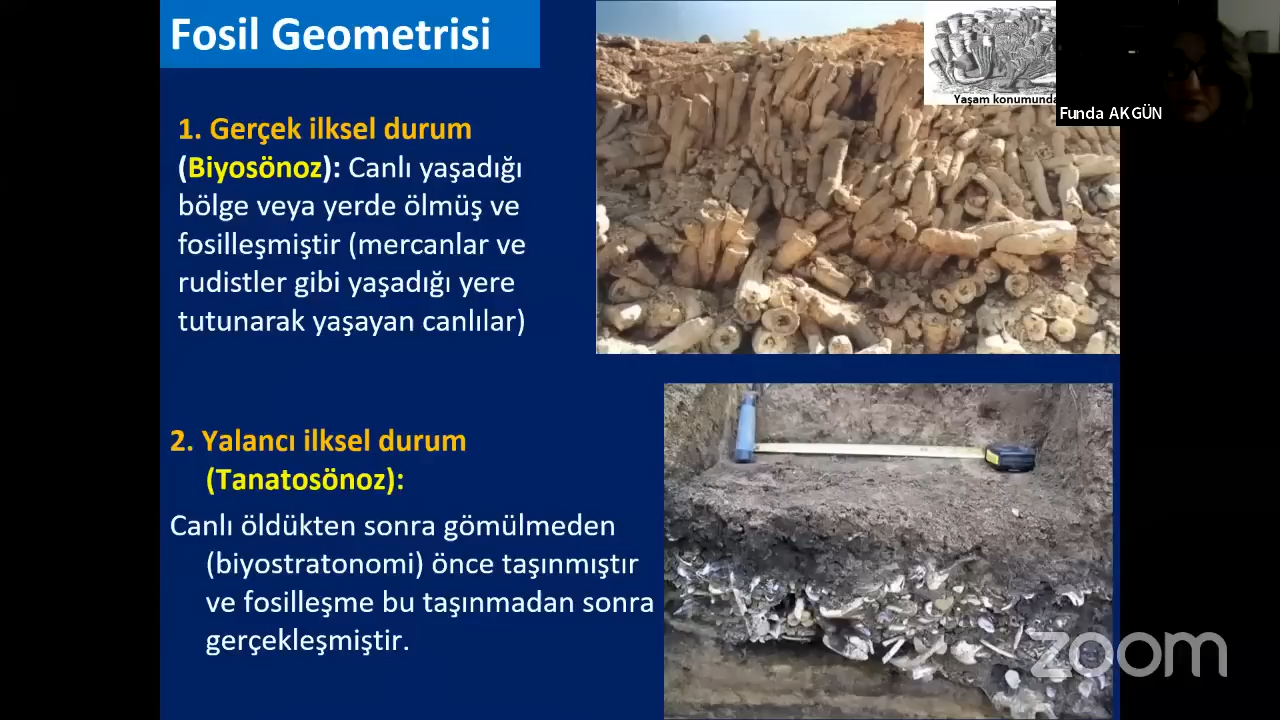 Fosil Geometrisi
1. Gerçek ilksel durum
(Biyosönoz): Canlı yaşadığı
bölge veya yerde ölmüş ve
fosilleşmiştir (mercanlar ve
rudistler gibi yaşadığı yere
tutunarak yaşayan canlılar)
Yaşam konumunda
Funda AKGÜN
2. Yalancı ilksel durum
(Tanatosönoz):
Canlı öldükten sonra gömülmeden
(biyostratonomi) önce taşınmıştır
ve fosilleşme bu taşınmadan sonra
gerçekleşmiştir.
zoom